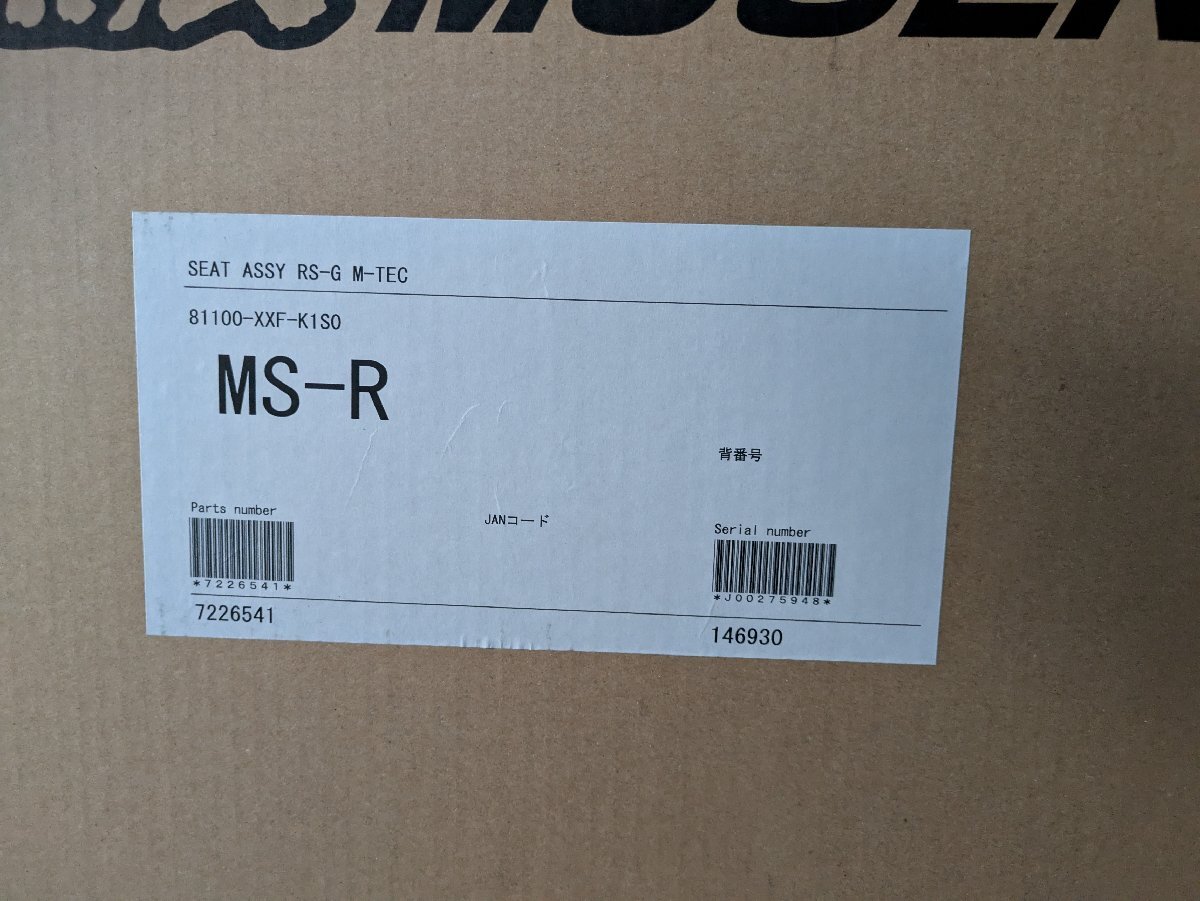 SEAT ASSY RS-G M-TEC
81100-XXF-K1S0
MS-R
背番号
Parts number
JANコード
Serial number
*7226541*
*J00275948*
7226541
146930